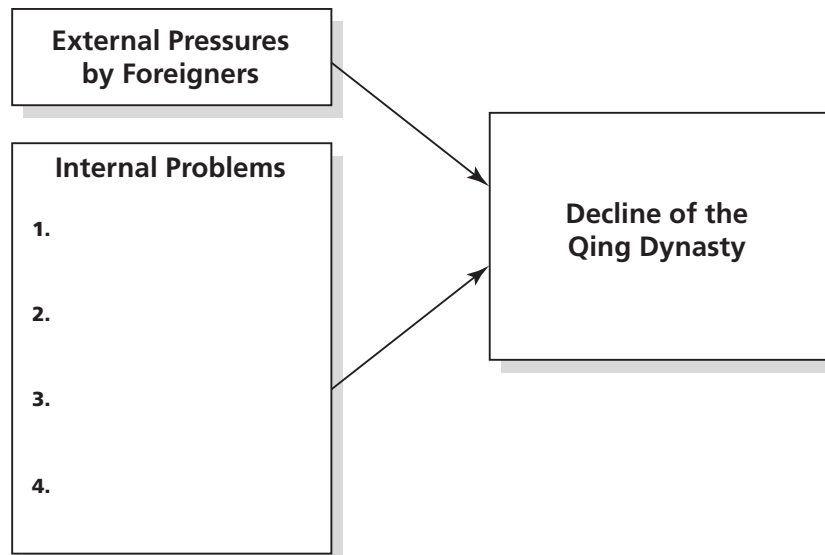 External Pressures
by Foreigners
Internal Problems
1.
2.
3.
4.
Decline of the
Qing Dynasty